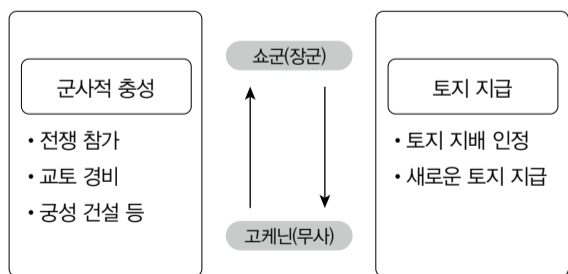 군사적 충성
• 전쟁 참가
• 교토 경비
• 궁성 건설 등
쇼군(장군)
고케닌(무사)
토지 지급
• 토지 지배 인정
• 새로운 토지 지급